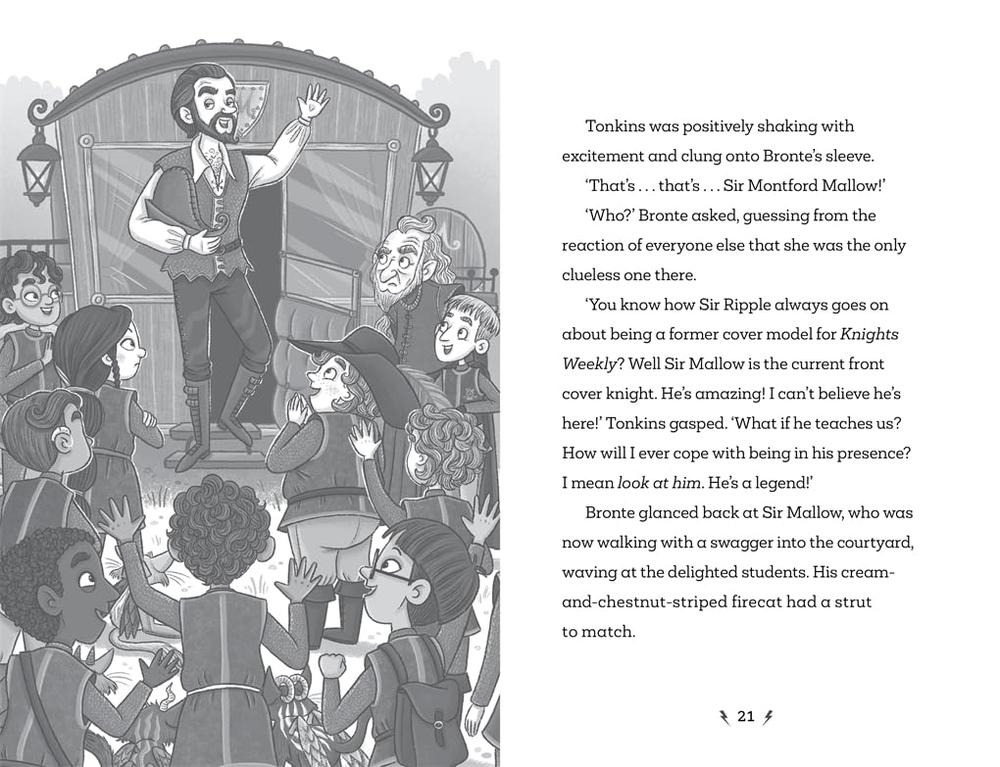 Tonkins was positively shaking with
excitement and clung onto Bronte’s sleeve.
‘That’s . . . that’s . . . Sir Montford Mallow!’
‘Who?’ Bronte asked, guessing from the
reaction of everyone else that she was the only
clueless one there.
‘You know how Sir Ripple always goes on
about being a former cover model for Knights
Weekly? Well Sir Mallow is the current front
cover knight. He’s amazing! I can’t believe he’s
here!’ Tonkins gasped. ‘What if he teaches us?
How will I ever cope with being in his presence?
I mean look at him. He’s a legend!’
Bronte glanced back at Sir Mallow, who was
now walking with a swagger into the courtyard,
waving at the delighted students. His cream-
and-chestnut-striped firecat had a strut
to match.
21